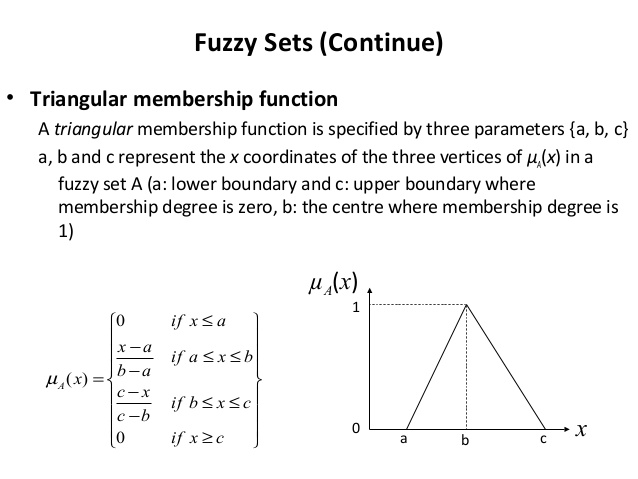 Fuzzy Sets (Continue)
• Triangular membership function
A triangular membership function is specified by three parameters {a, b, c}
a, b and c represent the x coordinates of the three vertices of μA(x) in a
fuzzy set A (a: lower boundary and c: upper boundary where
membership degree is zero, b: the centre where membership degree is
1)
0 if x ≤ a
x − a
b − a
if a ≤ x ≤ b
μA(x) =
c − x
c − b
if b ≤ x ≤ c
0 if x ≥ c
μA(x)
1
0
a
b
c
x